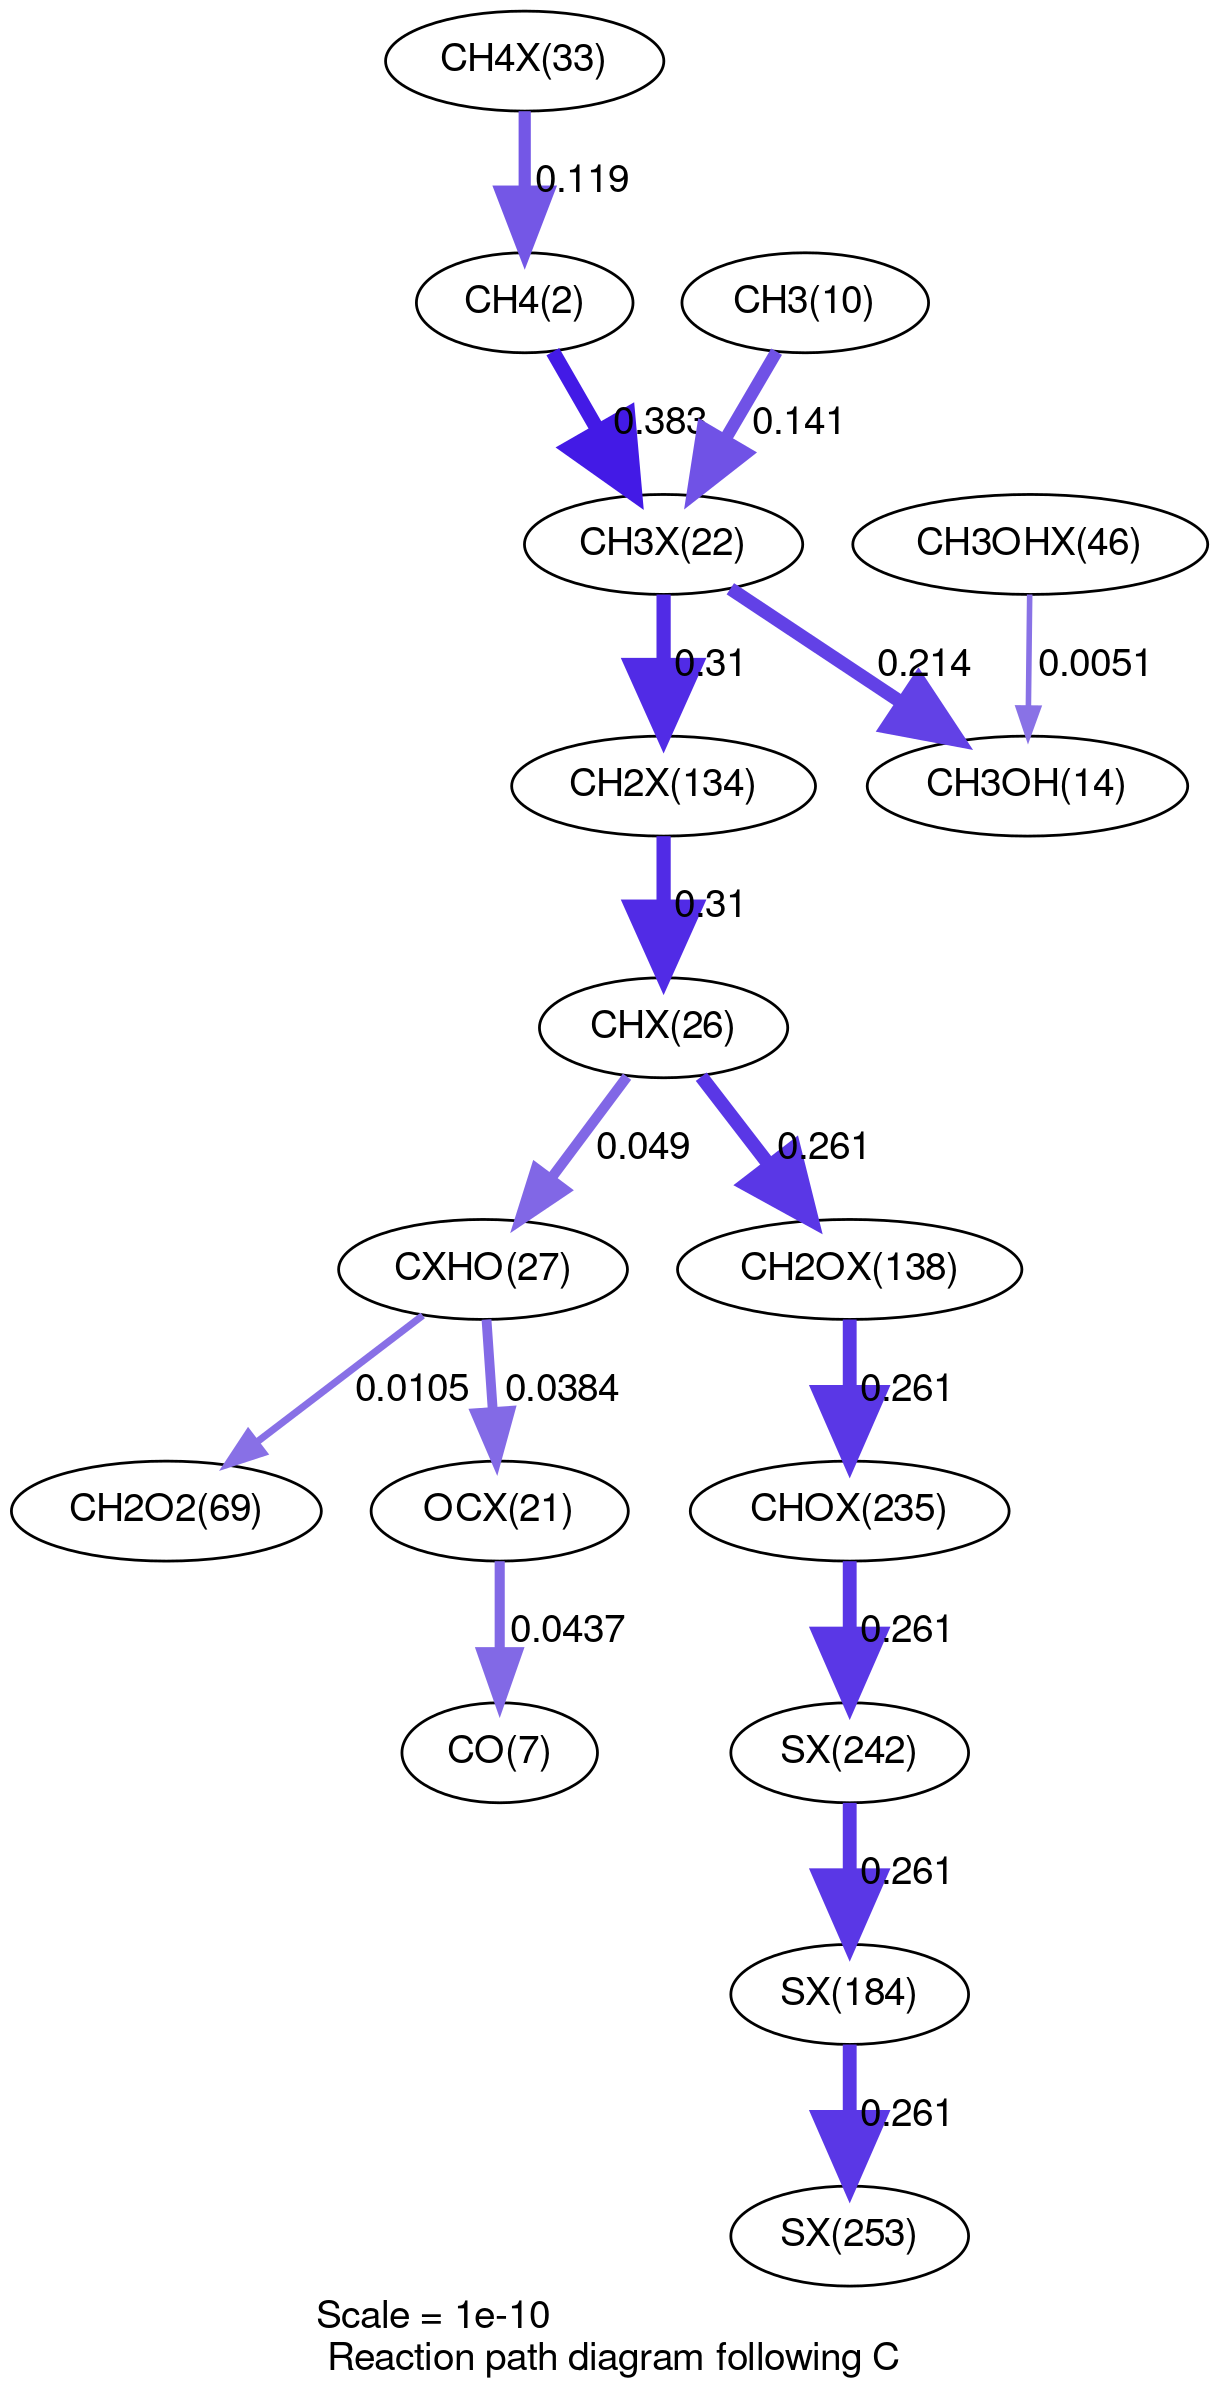 CH4X(33)
0.119
CH4(2)
CH3(10)
0.383
0.141
CH3X(22)
CH3OHX(46)
0.31
0.214
0.0051
CH2X(134)
CH3OH(14)
0.31
CHX(26)
0.049
0.261
CXHO(27)
CH2OX(138)
0.0105
0.0384
0.261
CH2O2(69)
OCX(21)
CHOX(235)
0.0437
0.261
CO(7)
SX(242)
0.261
SX(184)
0.261
SX(253)
Scale = 1e-10
Reaction path diagram following C